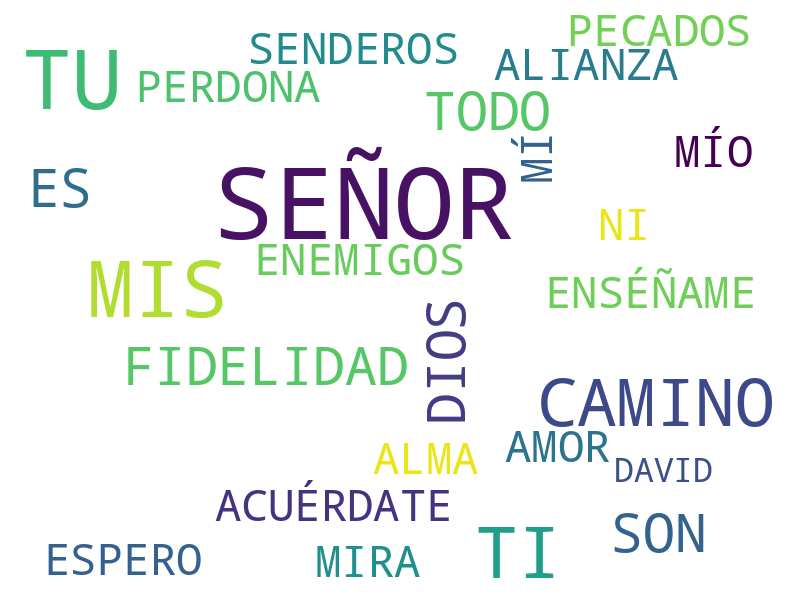 PECADOS
SENDEROS
ALIANZA
TU
PERDONA
TODO
MÍ
MÍO
ES
SEÑOR
NI
ENEMIGOS
MIS
ENSÉÑAME
DIOS
FIDELIDAD
CAMINO
AMOR
ALMA
DAVID
ACUÉRDATE
SON
TI
ESPERO
MIRA